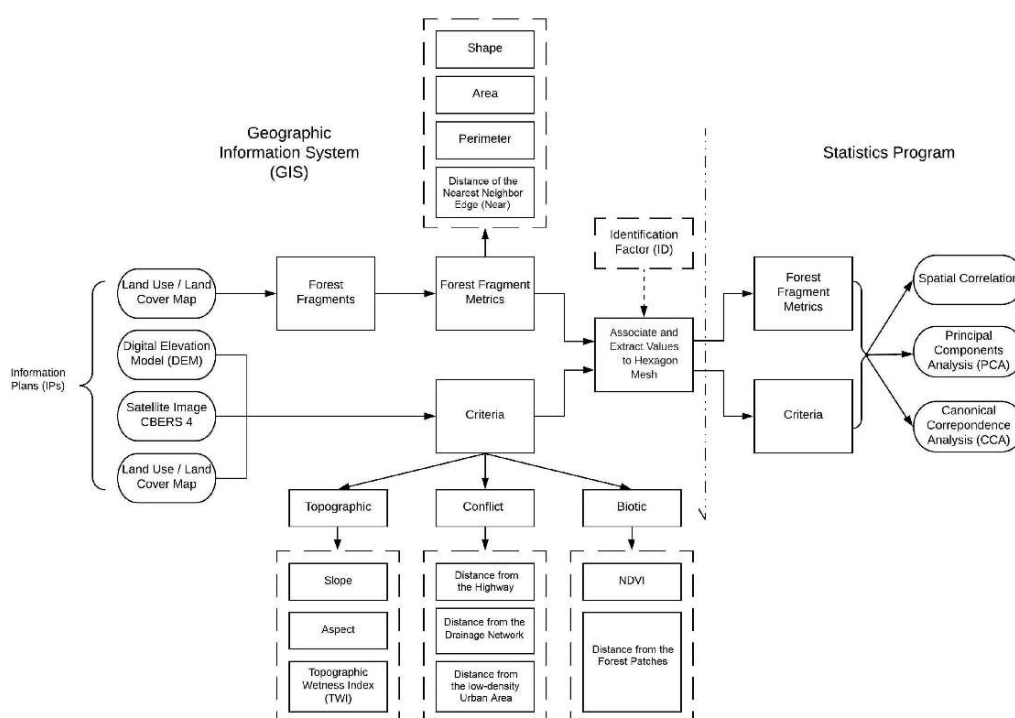 Shape
Area
Perimeter
Distance of the
Nearest Neighbor
Edge (Near)
Geographic
Information System
(GIS)
Statistics Program
Identification
Factor (ID)
Information
Plans (IPs)
Land Use / Land
Cover Map
Digital Elevation
Model (DEM)
Satellite Image
CBERS 4
Land Use / Land
Cover Map
Forest
Fragments
Forest Fragment
Metrics
Criteria
Associate and
Extract Values
to Hexagon
Mesh
Forest
Fragment
Metrics
Criteria
Spatial Correlation
Principal
Components
Analysis (PCA)
Canonical
Correpondence
Analysis (CCA)
Topographic
Conflict
Biotic
Slope
Aspect
Topographic
Wetness Index
(TWI)
Distance from
the Highway
Distance from the
Drainage Network
Distance from
the low-density
Urban Area
NDVI
Distance from the
Forest Patches